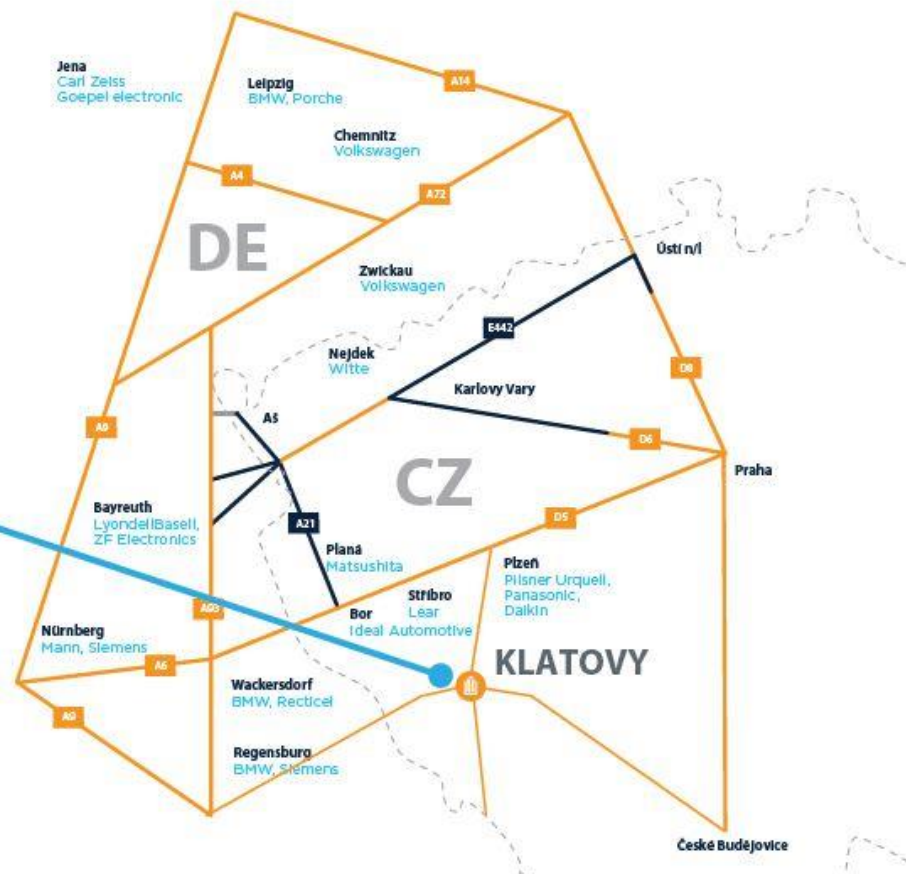 Jena
Carl Zeiss
Goepel electronic
Leipzig
BMW, Porche
A14
Chemnitz
Volkswagen
A4
A72
DE
Ústí n/l
Zwickau
Volkswagen
E442
Nejdek
Witte
D8
Karlovy Vary
Aš
A9
D6
CZ
Praha
Bayreuth
LyondellBasell,
ZF Electronics
D5
A21
Planá
Matsushita
Plzeň
Pilsner Urquell,
Panasonic,
Daikin
Stříbro
Lear
A93
Bor
Ideal Automotive
Nürnberg
Mann, Siemens
A6
KLATOVY
Wackersdorf
BMW, Recticel
A9
Regensburg
BMW, Siemens
České Budějovice